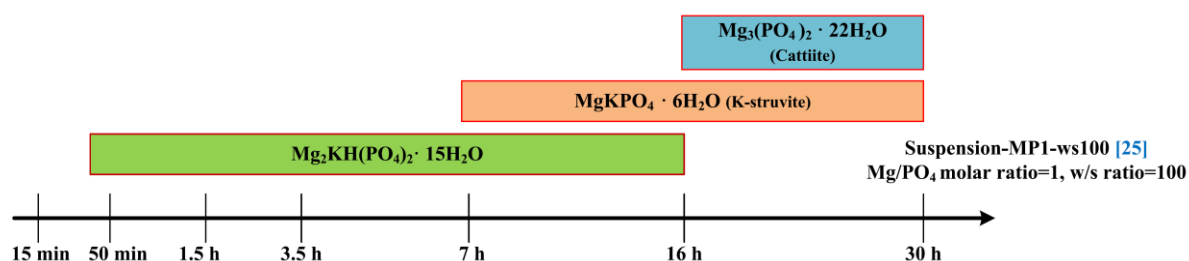 Mg₃(PO₄)₂ · 22H₂O
(Cattiite)
MgKPO₄ · 6H₂O (K-struvite)
Mg₂KH(PO₄)₂· 15H₂O
Suspension-MP1-ws100 [25]
Mg/PO₄ molar ratio=1, w/s ratio=100
15 min 50 min 1.5 h 3.5 h 7 h 16 h 30 h